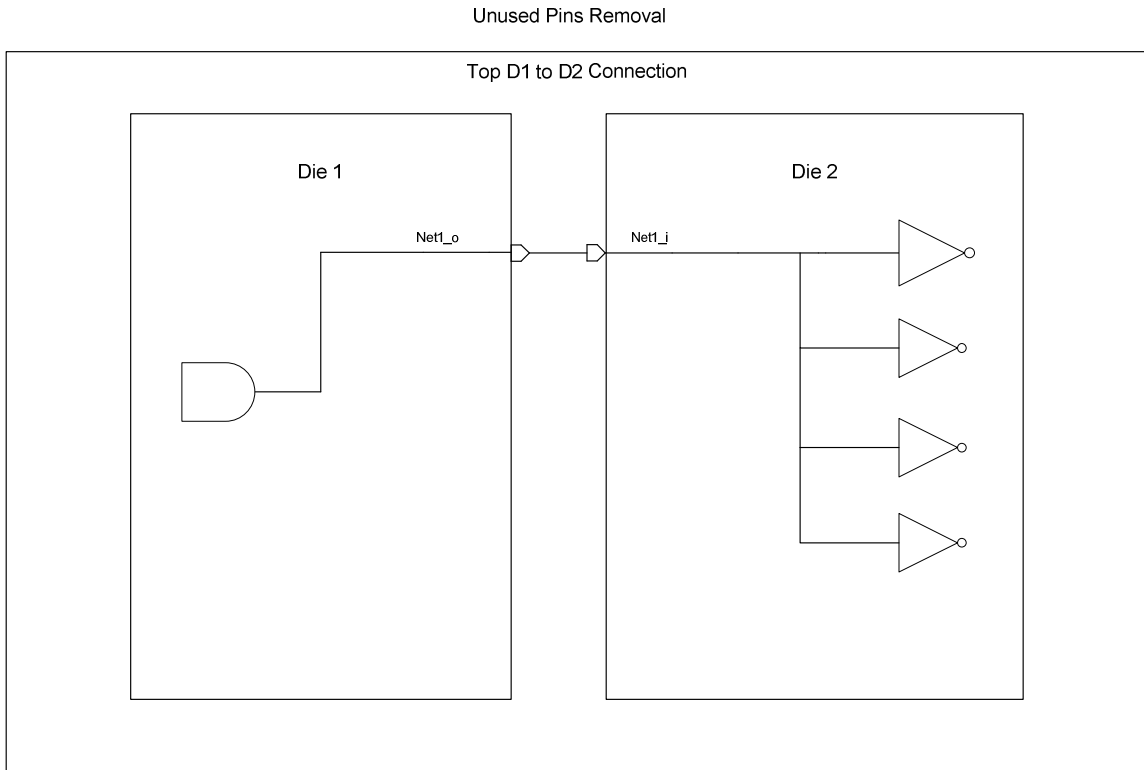 Unused Pins Removal
Top D1 to D2 Connection
Die 1
Die 2
Net1_o
Net1_i